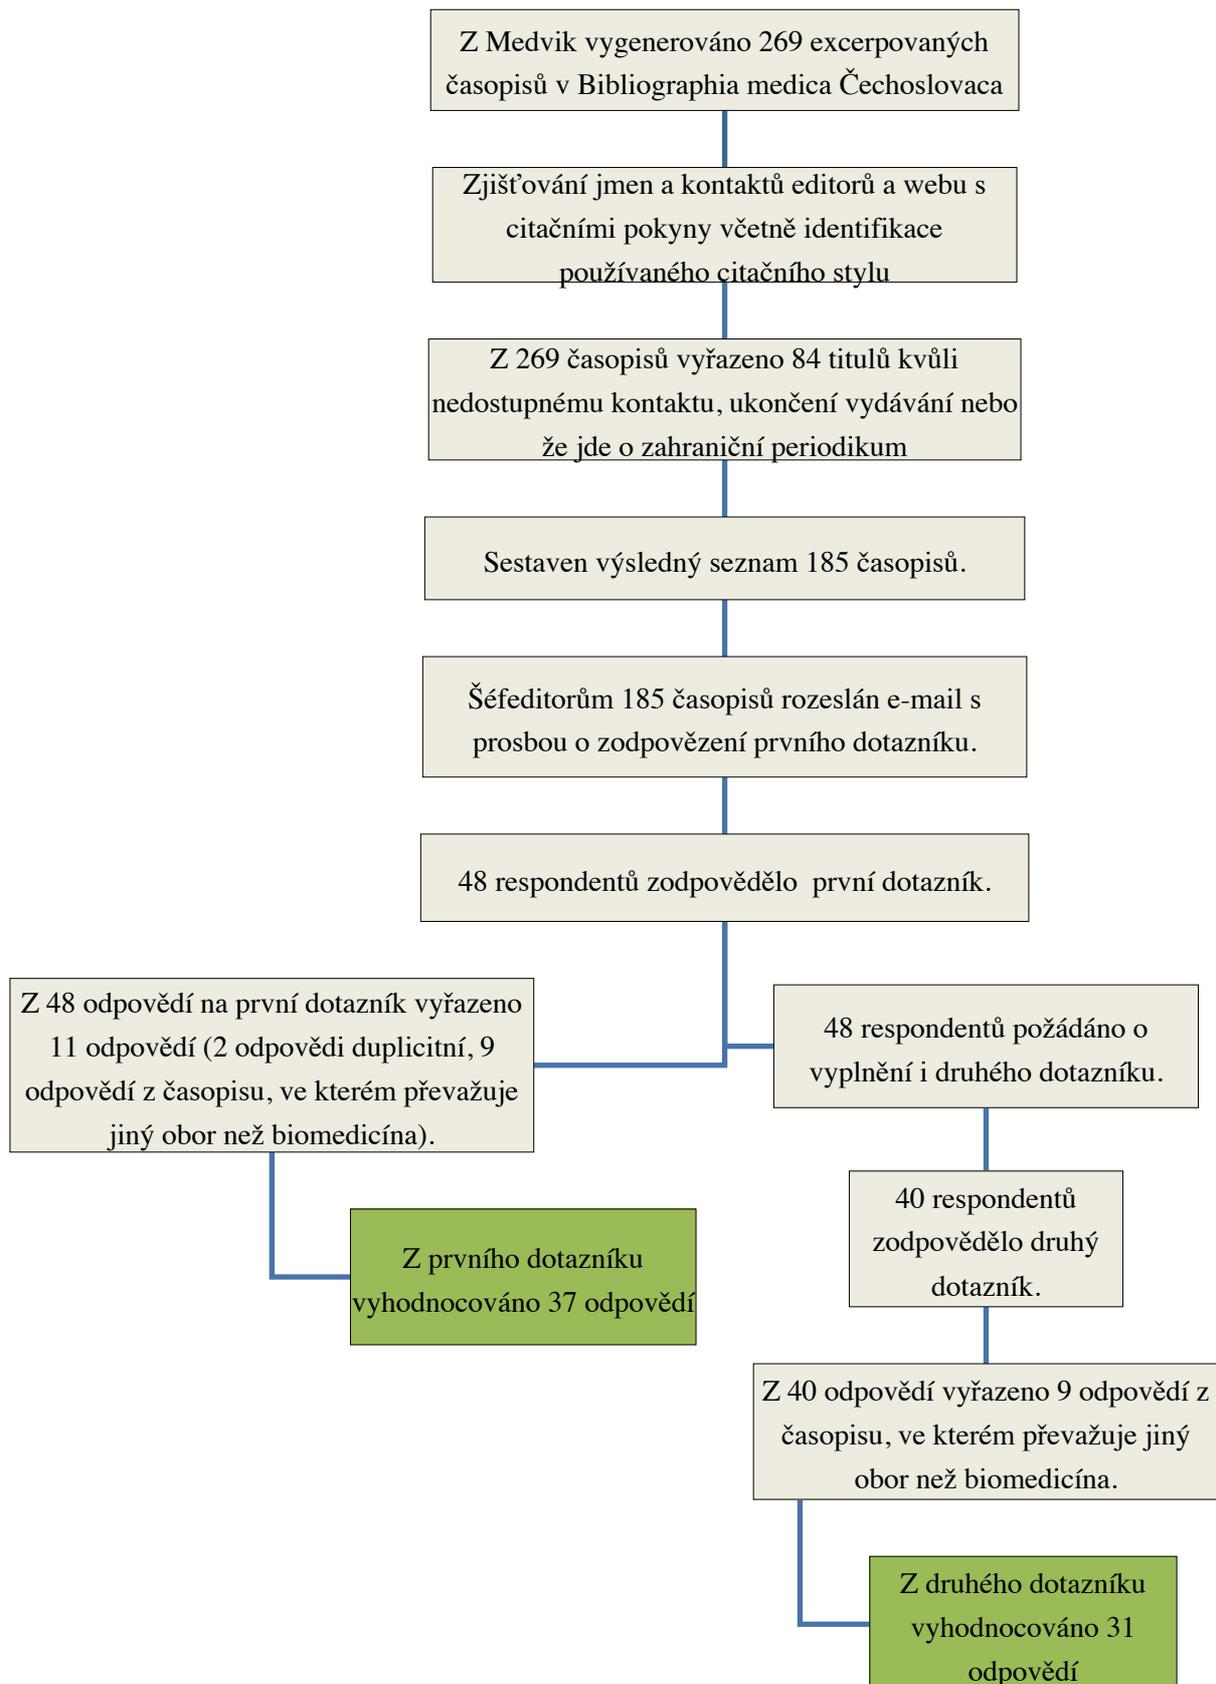 Z Medvik vygenerováno 269 excerpovaných
časopisů v Bibliographia medica Čechoslovaca
Zjišťování jmen a kontaktů editorů a webu s
citačními pokyny včetně identifikace
používaného citačního stylu
Z 269 časopisů vyřazeno 84 titulů kvůli
nedostupnému kontaktu, ukončení vydávání nebo
že jde o zahraniční periodikum
Sestaven výsledný seznam 185 časopisů.
Šéfeditorům 185 časopisů rozeslán e-mail s
prosbou o zodpovězení prvního dotazníku.
48 respondentů zodpovědělo  první dotazník.
Z 48 odpovědí na první dotazník vyřazeno
11 odpovědí (2 odpovědi duplicitní, 9
odpovědí z časopisu, ve kterém převažuje
jiný obor než biomedicína).
Z prvního dotazníku
vyhodnocováno 37 odpovědí
48 respondentů požádáno o
vyplnění i druhého dotazníku.
40 respondentů
zodpovědělo druhý
dotazník.
Z 40 odpovědí vyřazeno 9 odpovědí z
časopisu, ve kterém převažuje jiný
obor než biomedicína.
Z druhého dotazníku
vyhodnocováno 31
odpovědí